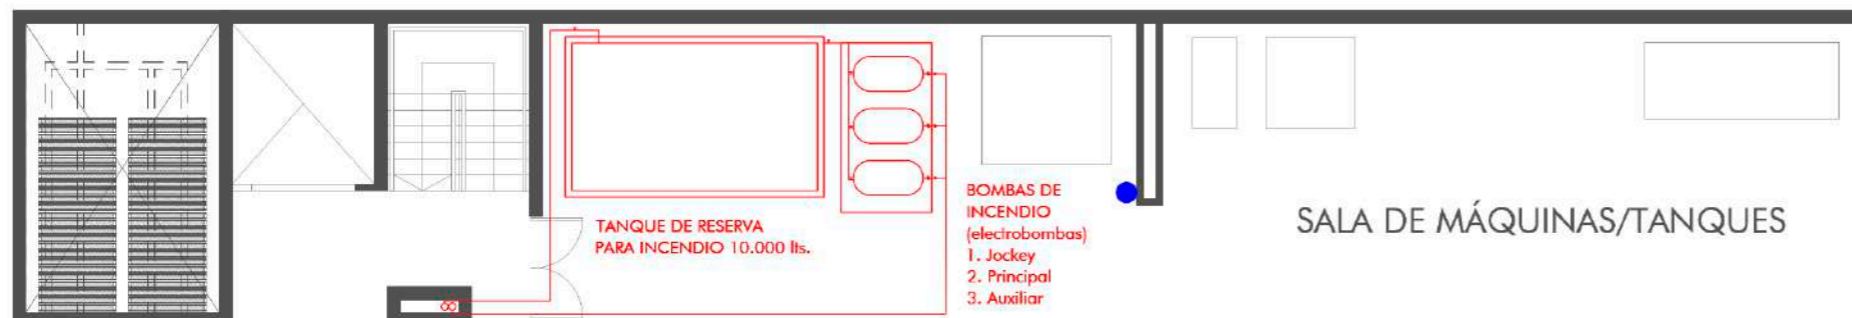 TANQUE DE RESERVA
PARA INCENDIO 10.000 lts.
BOMBAS DE
INCENDIO
(electrobombas)
1. Jockey
2. Principal
3. Auxiliar
SALA DE MÁQUINAS/TANQUES